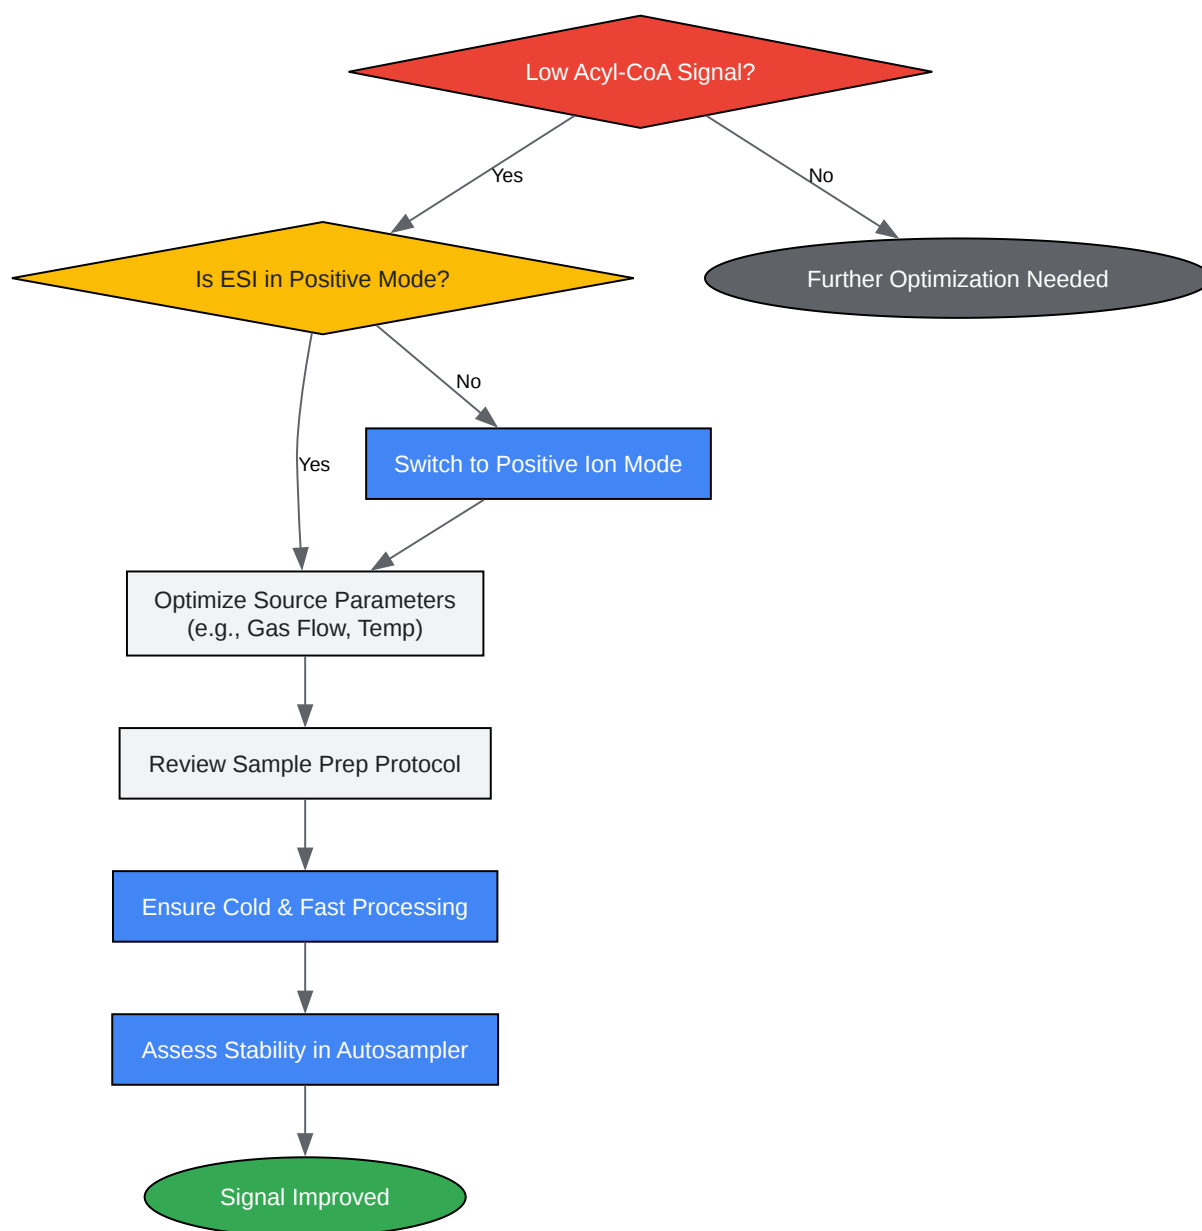 Low Acyl-CoA Signal?
Yes
No
Is ESI in Positive Mode?
Further Optimization Needed
No
Yes
Switch to Positive Ion Mode
Optimize Source Parameters
(e.g., Gas Flow, Temp)
Review Sample Prep Protocol
Ensure Cold & Fast Processing
Assess Stability in Autosampler
Signal Improved